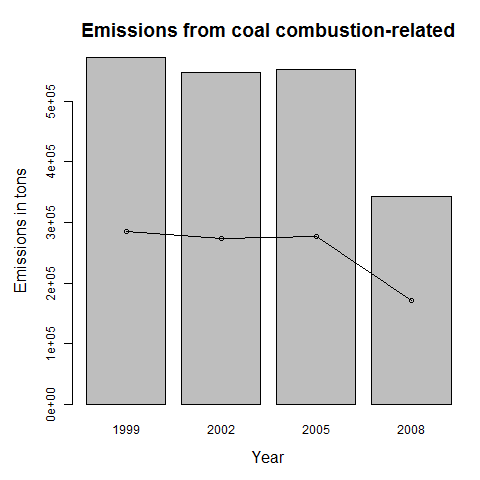 Emissions from coal combustion-related
Emissions in tons
5e+05
4e+05
3e+05
2e+05
1e+05
0e+00
1999 2002 2005 2008
Year